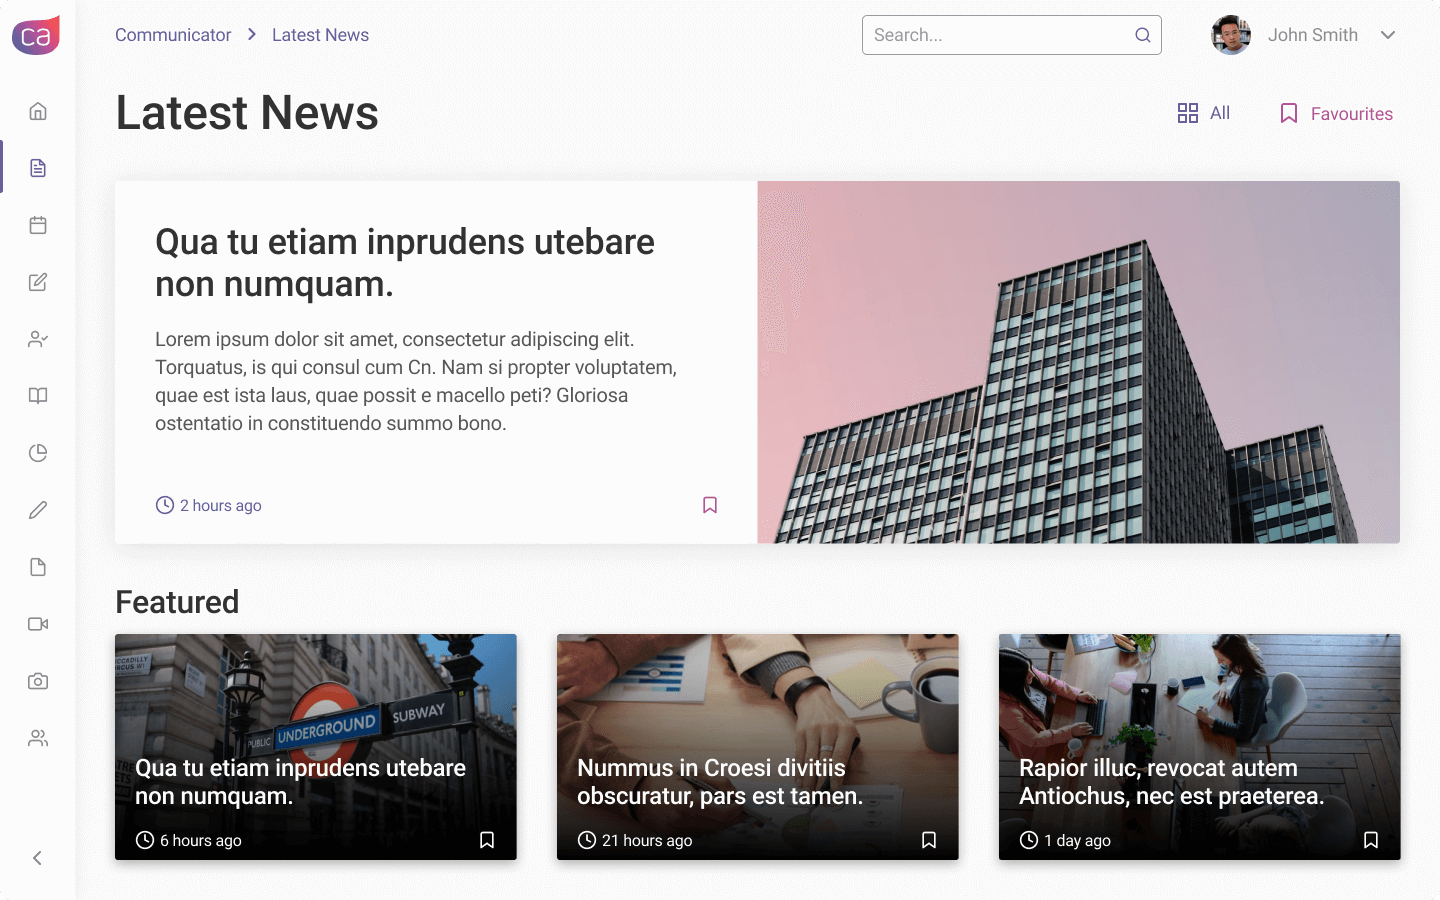 ca
Communicator
Latest News
Search...
John Smith
Latest News
All
Favourites
Qua tu etiam inprudens utebare
non numquam.
Lorem ipsum dolor sit amet, consectetur adipiscing elit.
Torquatus, is qui consul cum Cn. Nam si propter voluptatem,
quae est ista laus, quae possit e macello peti? Gloriosa
ostentatio in constituendo summo bono.
2 hours ago
Featured
PICCADILLY
CIRCUS W1
PUBLIC UNDERGROUND SUBWAY
Qua tu etiam inprudens utebare
non numquam.
6 hours ago
Nummus in Croesi divitiis
obscuratur, pars est tamen.
21 hours ago
Rapior illuc, revocat autem
Antiochus, nec est praeterea.
1 day ago